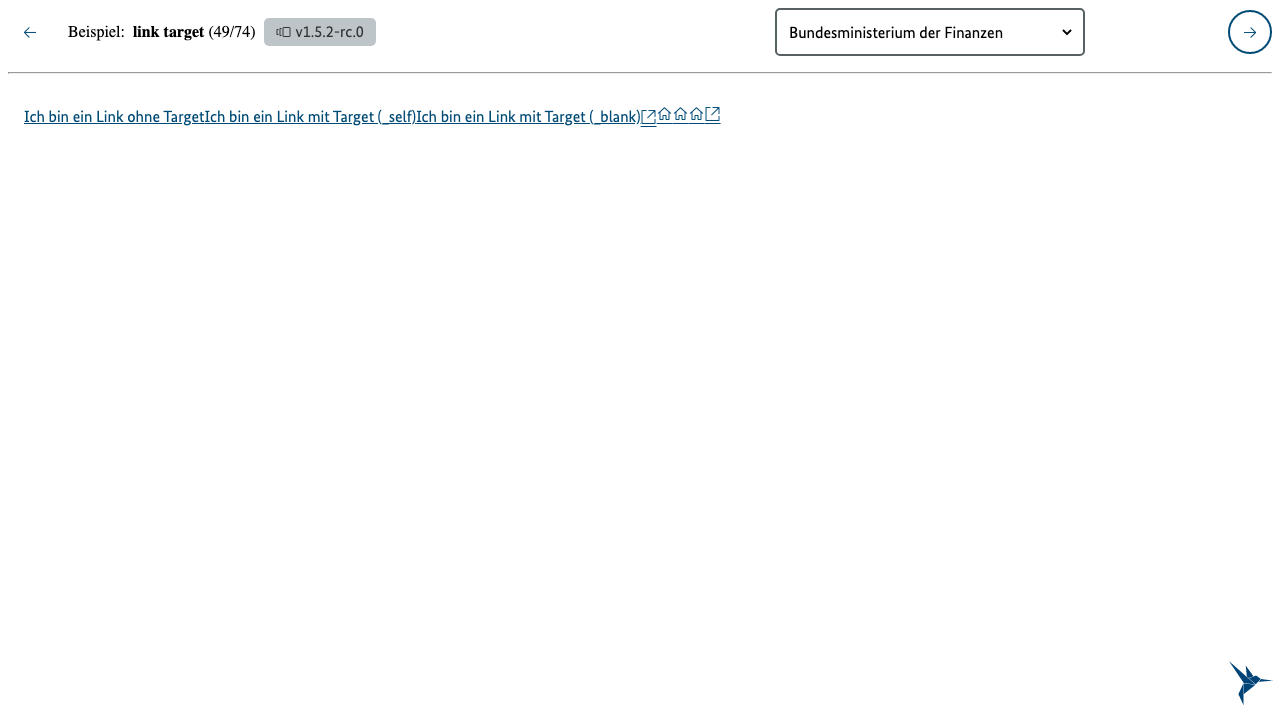 Beispiel: link target (49/74) v1.5.2-rc.0 Bundesministerium der Finanzen
Ich bin ein Link ohne TargetIch bin ein Link mit Target (_self)Ich bin ein Link mit Target (_blank)